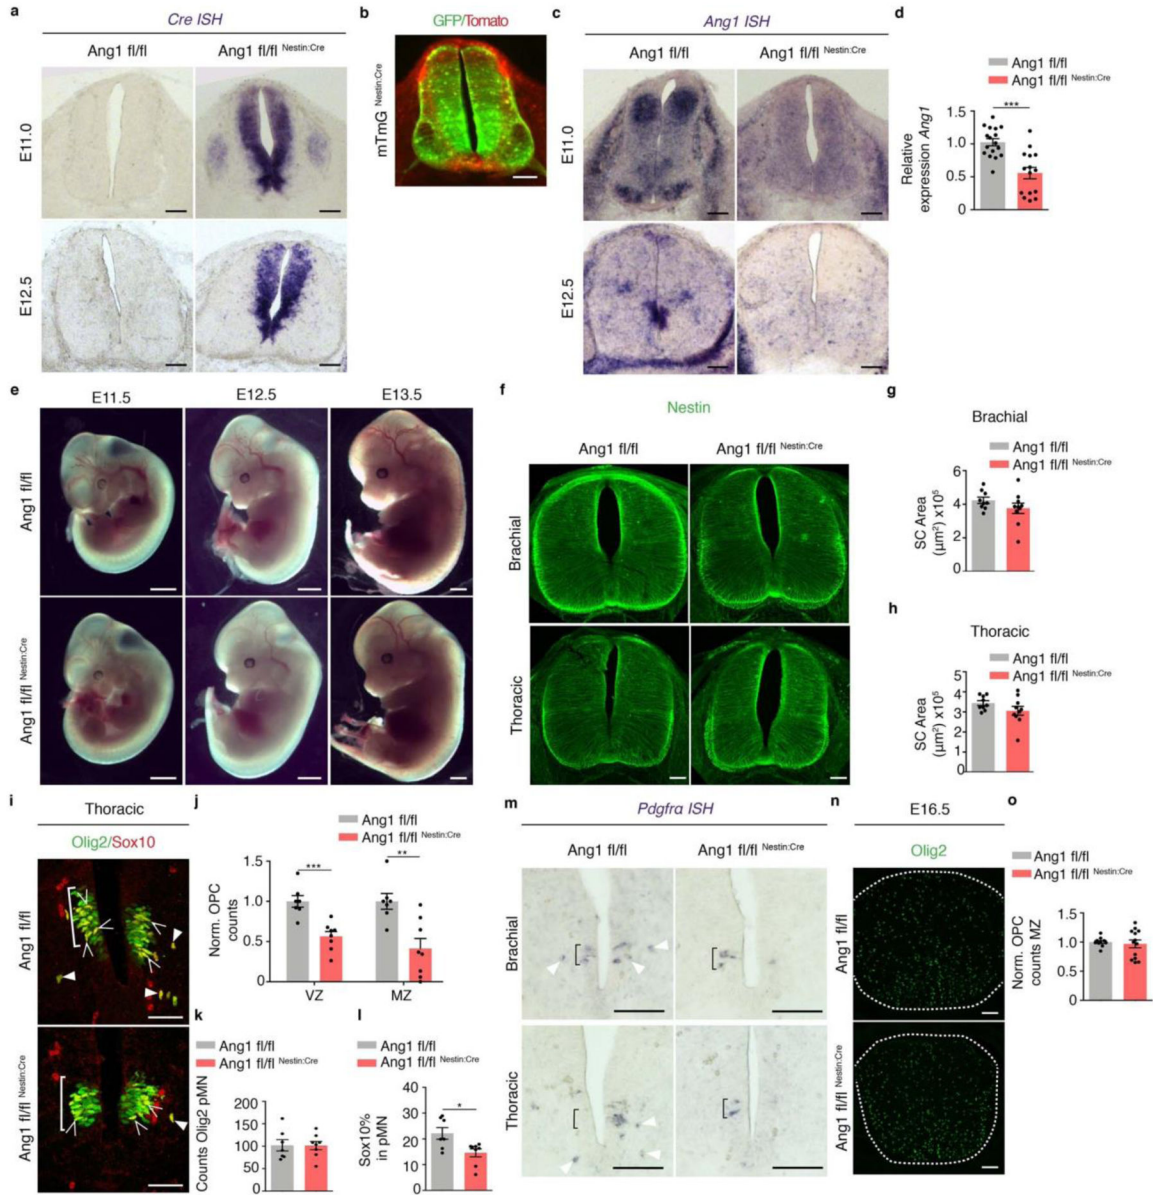 a
Cre ISH
Ang1 fl/fl
Ang1 fl/fl Nestin:Cre
E11.0
E12.5
b
GFP/Tomato
mTmG Nestin:Cre
c
Ang1 ISH
Ang1 fl/fl
Ang1 fl/fl Nestin:Cre
E11.0
E12.5
d
Ang1 fl/fl
Ang1 fl/fl Nestin:Cre
***
1.5
1.0
0.5
0
Relative
expression Ang1
e
E11.5
E12.5
E13.5
Ang1 fl/fl
Ang1 fl/fl Nestin:Cre
f
Nestin
Ang1 fl/fl
Ang1 fl/fl Nestin:Cre
Brachial
Thoracic
g
Brachial
Ang1 fl/fl
Ang1 fl/fl Nestin:Cre
6
4
2
0
SC Area
(µm²) x10⁵
h
Thoracic
Ang1 fl/fl
Ang1 fl/fl Nestin:Cre
5
4
3
2
1
0
SC Area
(µm²) x10⁵
i
Thoracic
Olig2/Sox10
Ang1 fl/fl
Ang1 fl/fl Nestin:Cre
j
Ang1 fl/fl
Ang1 fl/fl Nestin:Cre
***
**
1.5
1.0
0.5
0
Norm. OPC
counts
VZ
MZ
k
Ang1 fl/fl
Ang1 fl/fl Nestin:Cre
200
150
100
50
0
Counts Olig2 pMN
l
Ang1 fl/fl
Ang1 fl/fl Nestin:Cre
*
40
30
20
10
0
Sox10%
in pMN
m
Pdgfrα ISH
Ang1 fl/fl
Ang1 fl/fl Nestin:Cre
Brachial
Thoracic
n
E16.5
Olig2
Ang1 fl/fl
Ang1 fl/fl Nestin:Cre
o
Ang1 fl/fl
Ang1 fl/fl Nestin:Cre
1.5
1.0
0.5
0
Norm. OPC
counts MZ